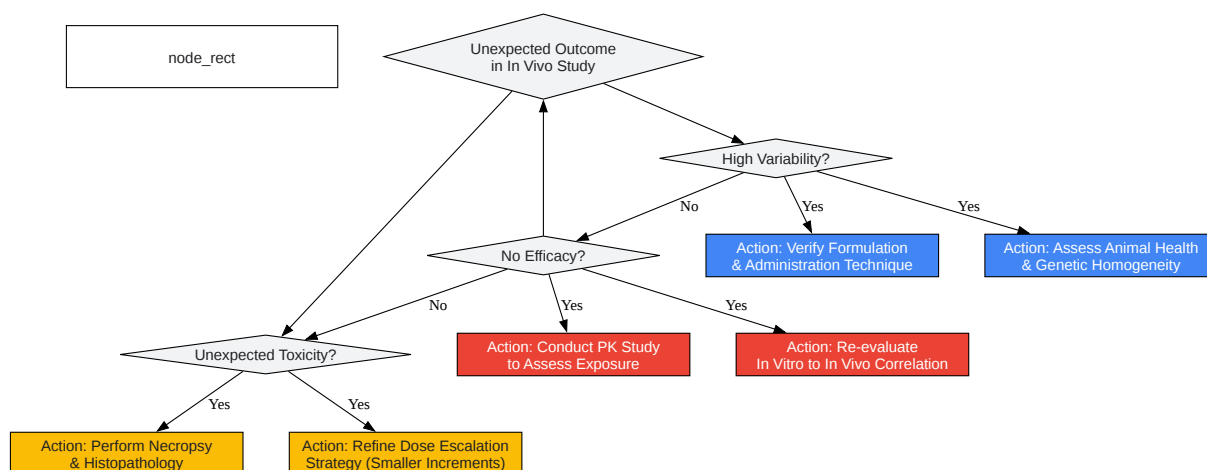 node_rect
Unexpected Outcome
in In Vivo Study
High Variability?
No
Yes
Yes
Action: Verify Formulation
& Administration Technique
Action: Assess Animal Health
& Genetic Homogeneity
No Efficacy?
No
Yes
Yes
Action: Conduct PK Study
to Assess Exposure
Action: Re-evaluate
In Vitro to In Vivo Correlation
Unexpected Toxicity?
Yes
Yes
Action: Perform Necropsy
& Histopathology
Action: Refine Dose Escalation
Strategy (Smaller Increments)